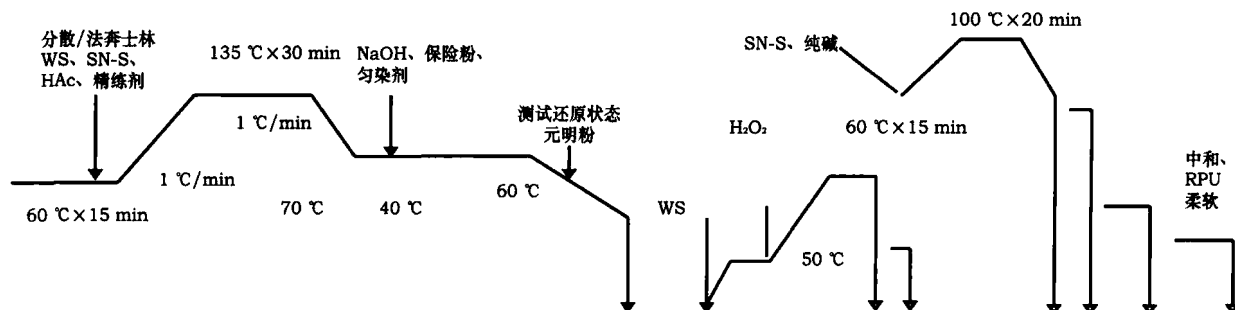 分散/法奔士林
WS、SN-S、
HAc、精练剂
135 ℃×30 min
NaOH、保险粉、
匀染剂
1 ℃/min
测试还原状态
元明粉
1 ℃/min
60 ℃×15 min
70 ℃
40 ℃
60 ℃
WS
H₂O₂
50 ℃
SN-S、纯碱
60 ℃×15 min
100 ℃×20 min
中和、
RPU
柔软